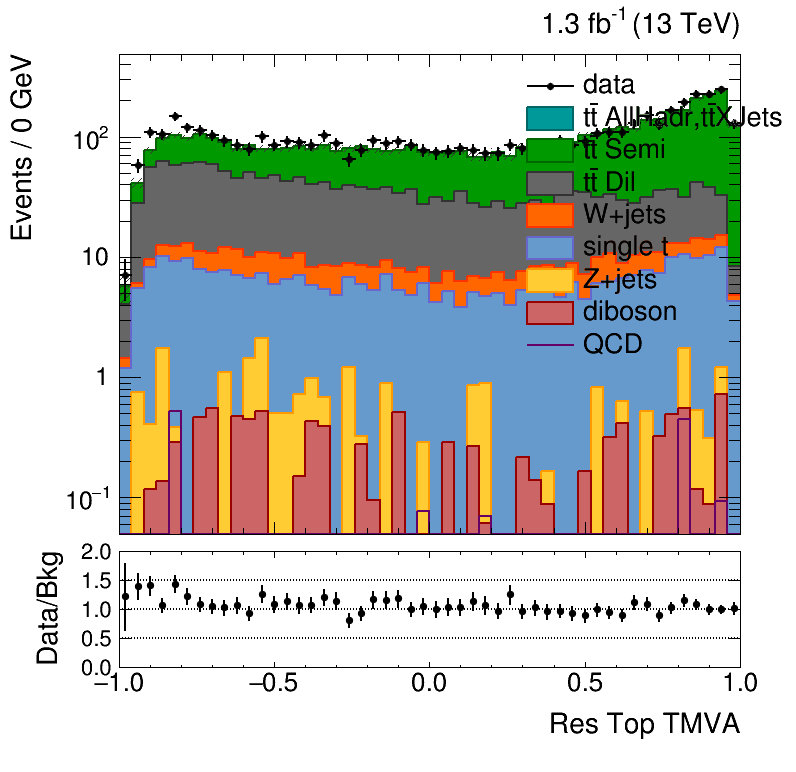 1.3 fb⁻¹ (13 TeV)
Events / 0 GeV
10²
10
1
10⁻¹
data
tt̄ AllHadr,tt̄XJets
tt̄ Semi
tt̄ Dil
W+jets
single t
Z+jets
diboson
QCD
Data/Bkg
2.0
1.5
1.0
0.5
0.0
−1.0 −0.5 0.0 0.5 1.0
Res Top TMVA